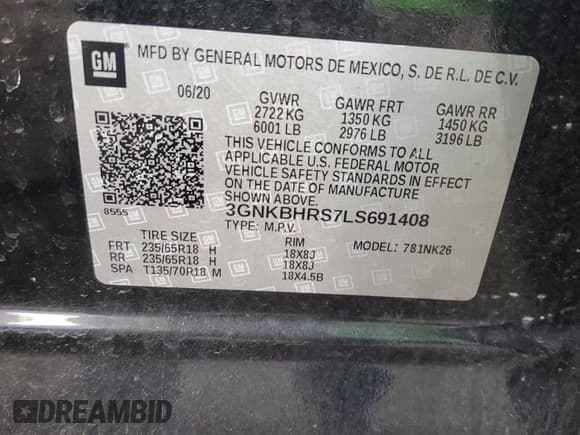 GM
MFD BY GENERAL MOTORS DE MEXICO, S. DE R.L. DE C.V.
06/20 GVWR GAWR FRT GAWR RR
2722 KG 1350 KG 1450 KG
6001 LB 2976 LB 3196 LB
THIS VEHICLE CONFORMS TO ALL
APPLICABLE U.S. FEDERAL MOTOR
VEHICLE SAFETY STANDARDS IN
EFFECT ON THE DATE OF MANUFACTURE
SHOWN ABOVE.
8555 3GNKBHRS7LS691408
TYPE: M.P.V. MODEL: 781NK26
TIRE SIZE RIM
FRT 235/65R18 H 18X8J
RR 235/65R18 H 18X8J
SPA T135/70R18 M 18X4.5B
DREAMBID